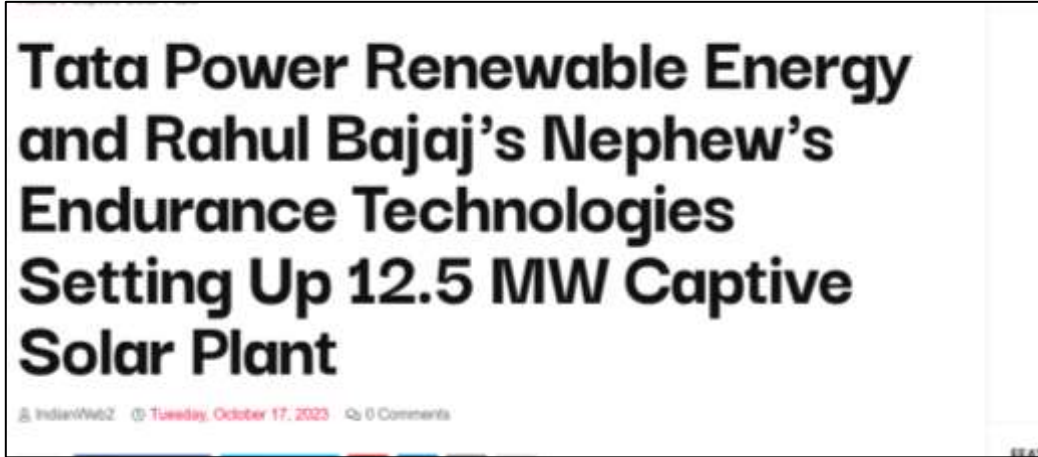 Tata Power Renewable Energy
and Rahul Bajaj's Nephew's
Endurance Technologies
Setting Up 12.5 MW Captive
Solar Plant
IndianWeb2 Tuesday, October 17, 2023 0 Comments